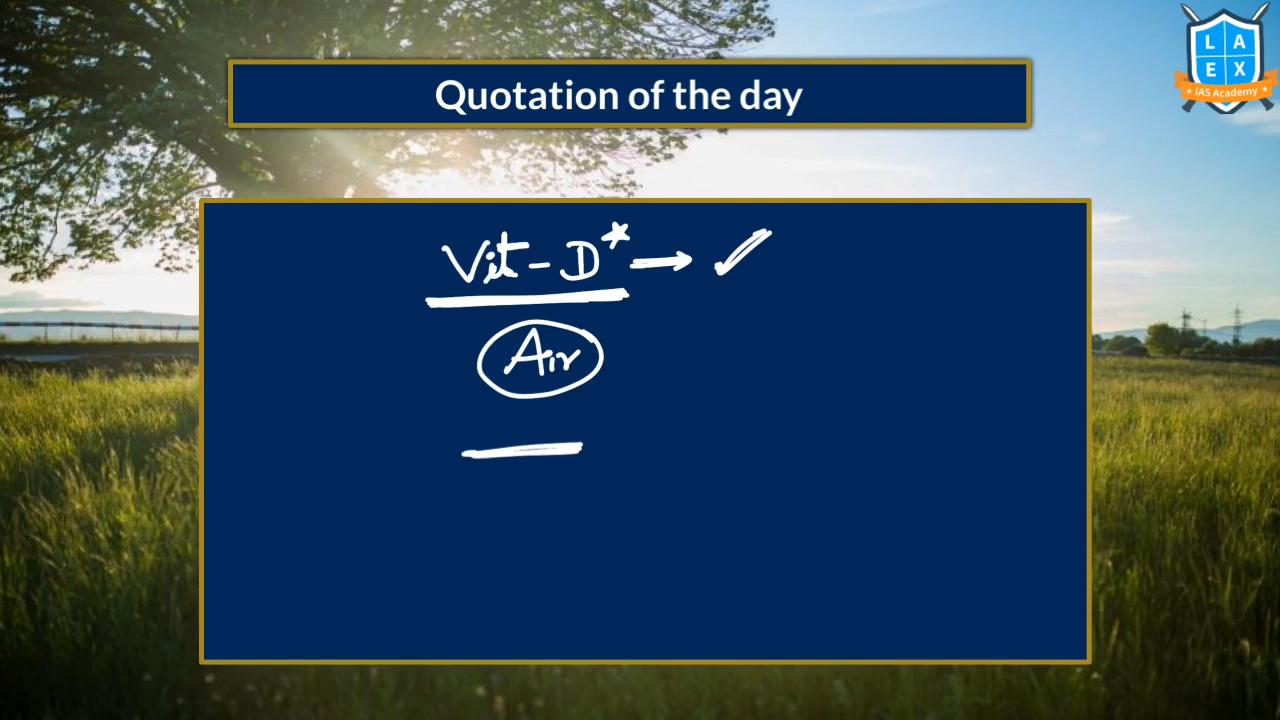 L A
E X
IAS Academy
Quotation of the day
Vit-D* → ✓
Air